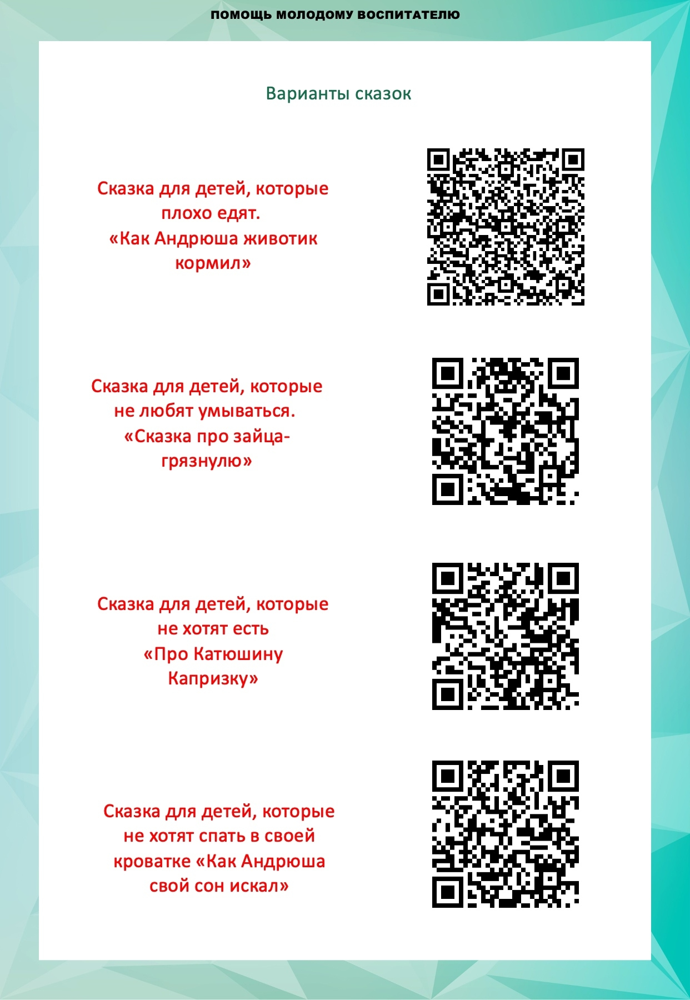 ПОМОЩЬ МОЛОДОМУ ВОСПИТАТЕЛЮ
Варианты сказок
Сказка для детей, которые
плохо едят.
«Как Андрюша животик
кормил»
Сказка для детей, которые
не любят умываться.
«Сказка про зайца-
грязнулю»
Сказка для детей, которые
не хотят есть
«Про Катюшину
Капризку»
Сказка для детей, которые
не хотят спать в своей
кроватке «Как Андрюша
свой сон искал»